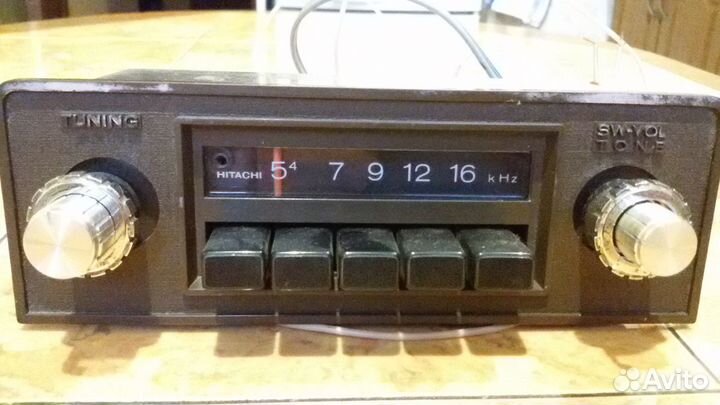 TUNING
SW•VOL
TONE
HITACHI 5⁴ 7 9 12 16 kHz
Avito